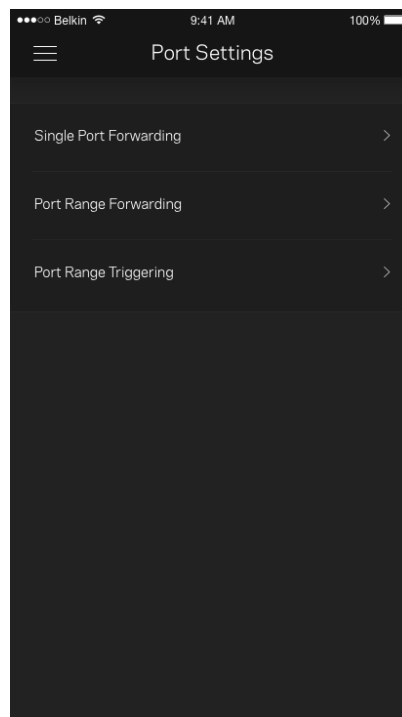 Belkin 9:41 AM 100%
Port Settings
Single Port Forwarding
Port Range Forwarding
Port Range Triggering